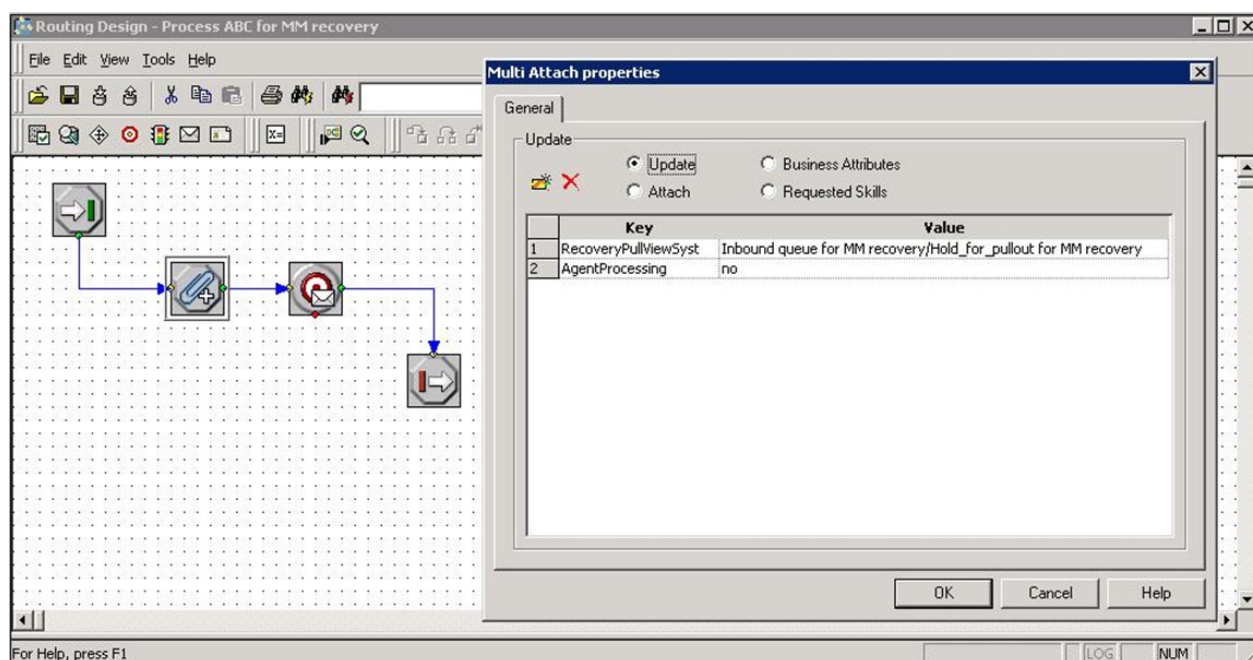 Routing Design - Process ABC for MM recovery
File Edit View Tools Help
X=
Multi Attach properties
General
Update
Update
Business Attributes
Attach
Requested Skills
Key Value
1 RecoveryPullViewSyst Inbound queue for MM recovery/Hold_for_pullout for MM recovery
2 AgentProcessing no
OK Cancel Help
For Help, press F1
LOG NUM